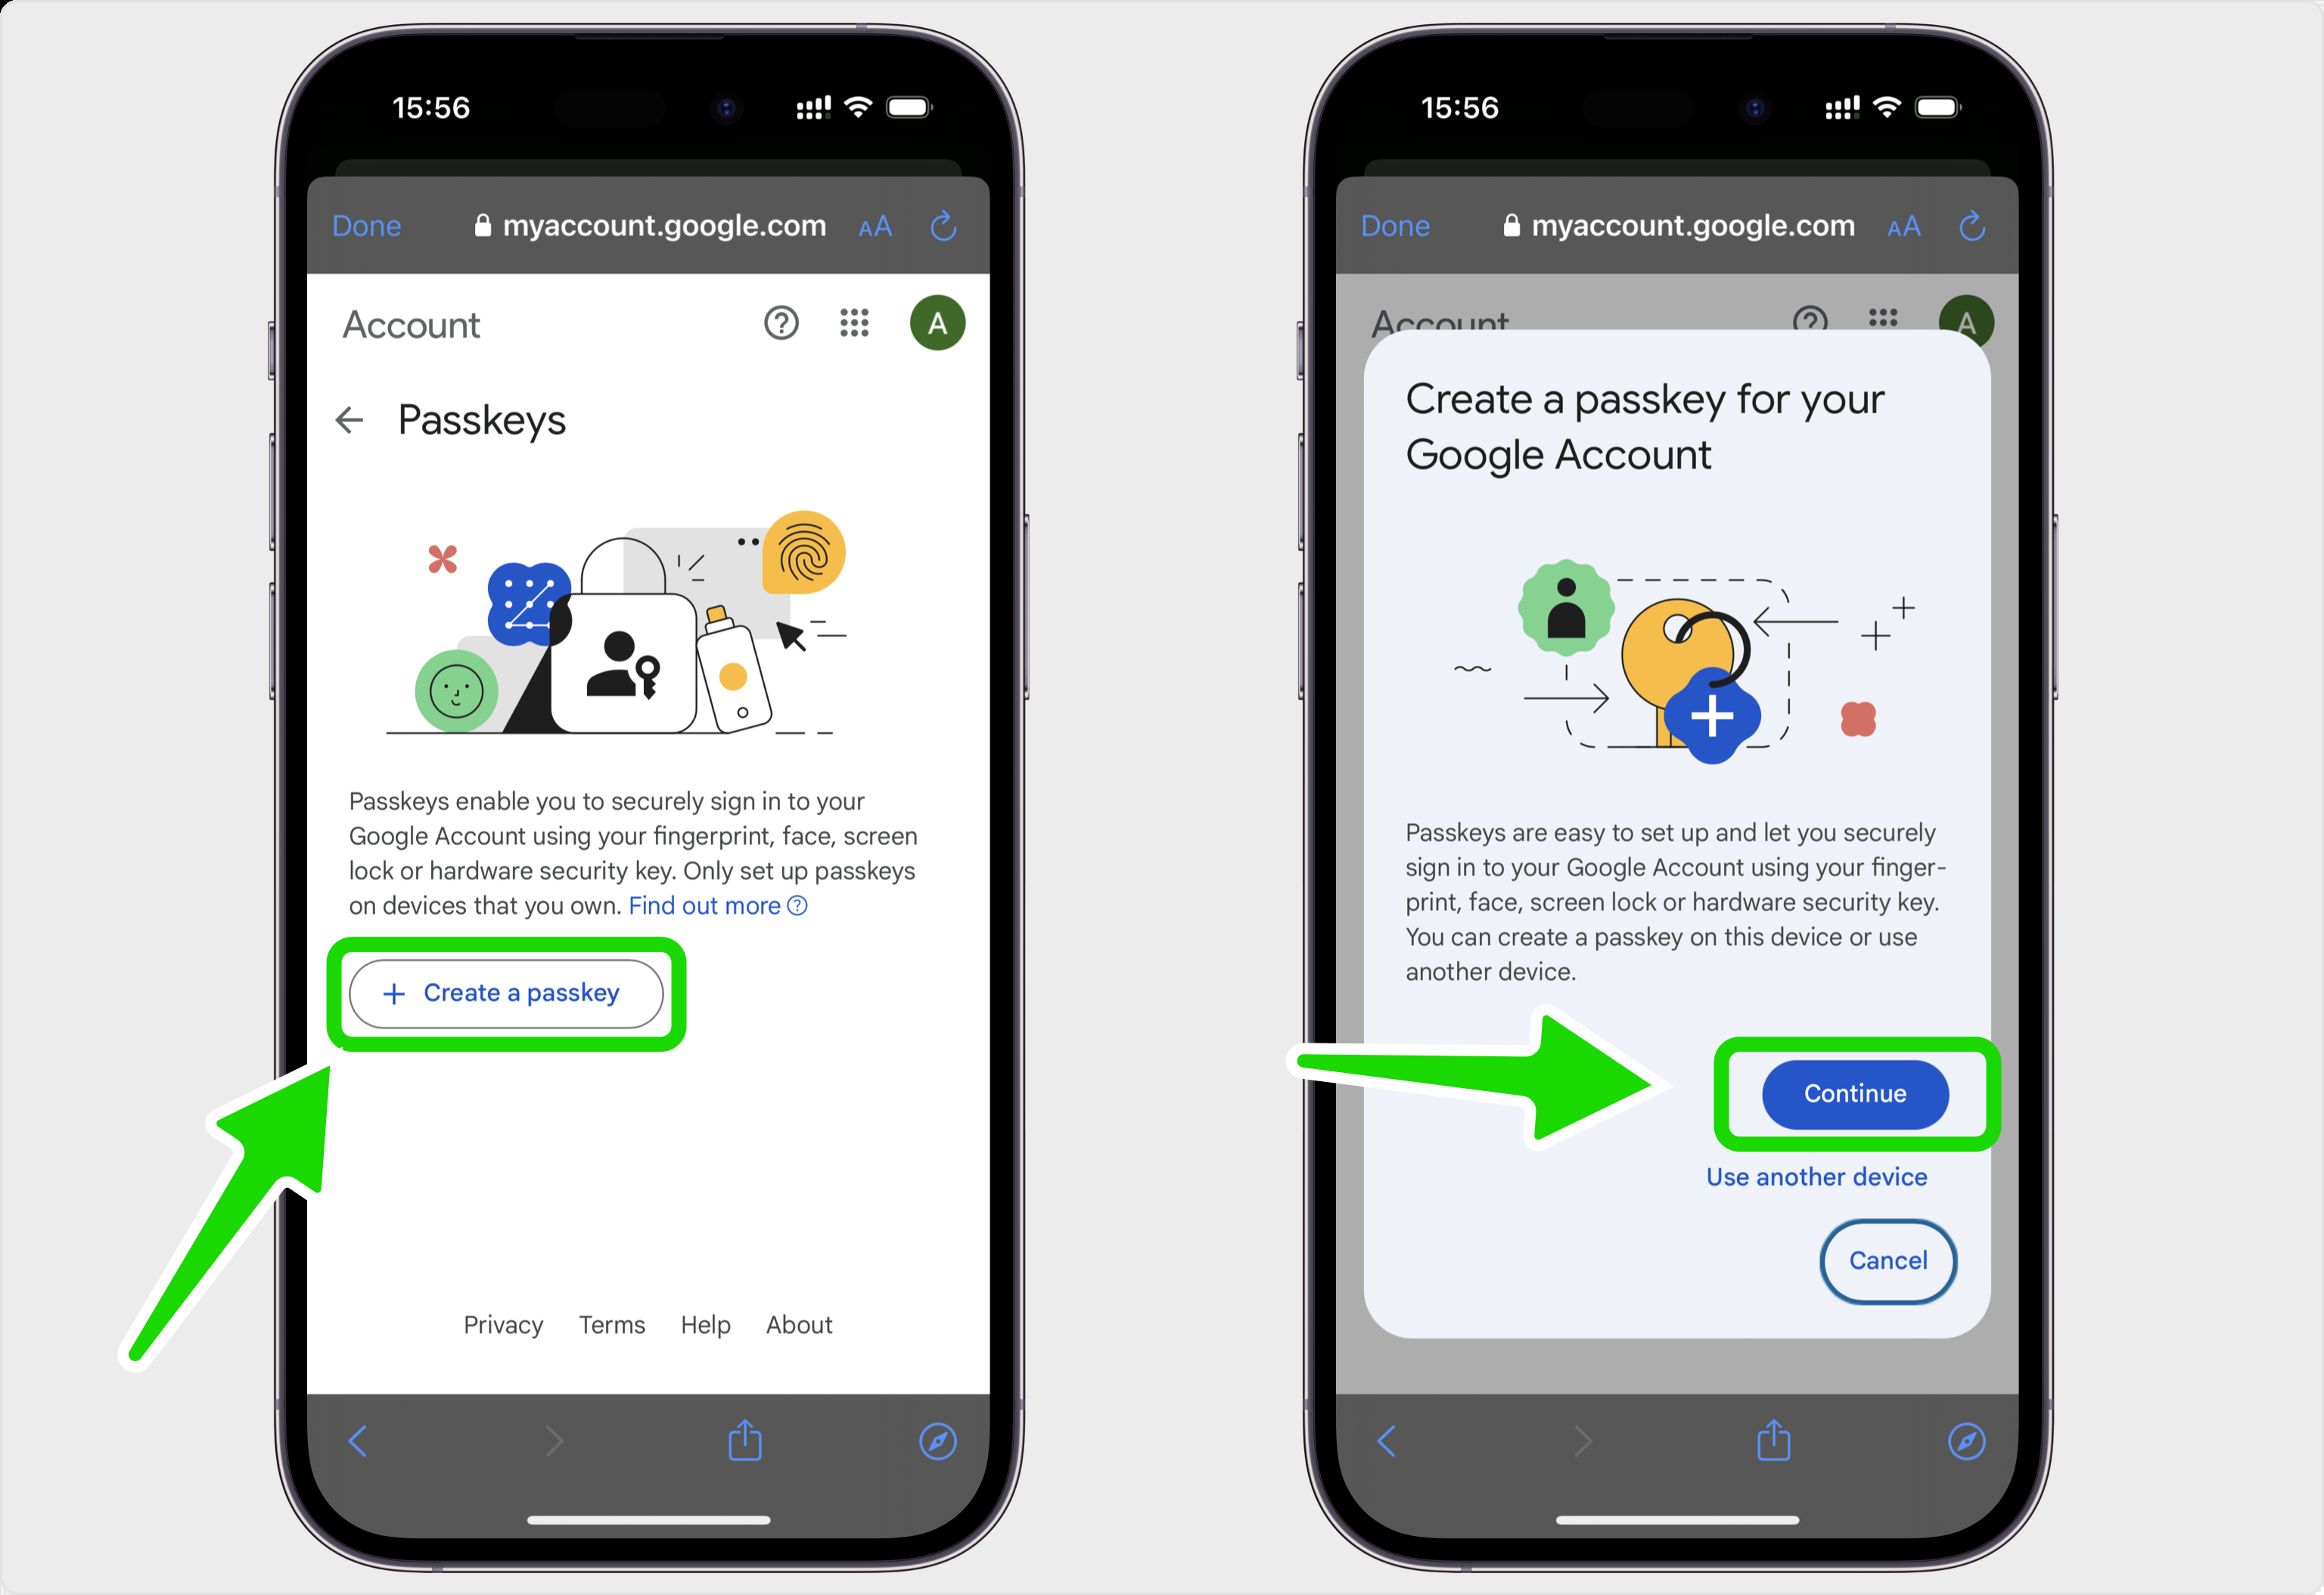 15:56
Done myaccount.google.com AA
Account A
Passkeys
Passkeys enable you to securely sign in to your
Google Account using your fingerprint, face, screen
lock or hardware security key. Only set up passkeys
on devices that you own. Find out more
+ Create a passkey
Privacy Terms Help About
15:56
Done myaccount.google.com AA
Account A
Create a passkey for your
Google Account
Passkeys are easy to set up and let you securely
sign in to your Google Account using your finger-
print, face, screen lock or hardware security key.
You can create a passkey on this device or use
another device.
Continue
Use another device
Cancel